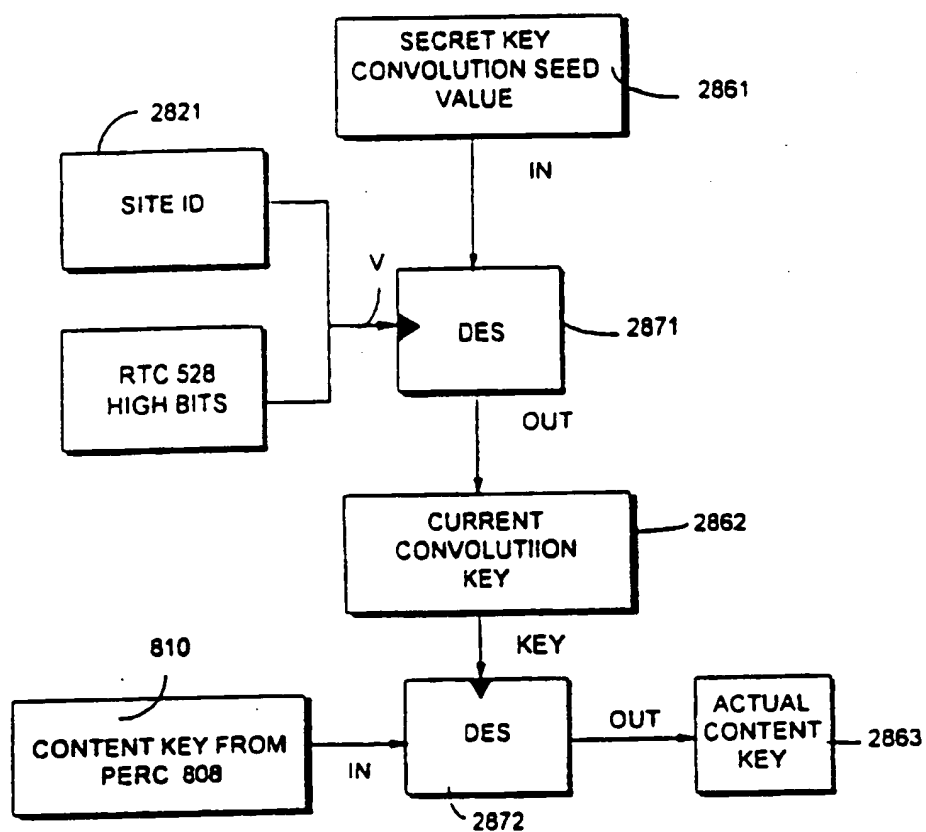 SECRET KEY
CONVOLUTION SEED
VALUE
2861
2821
SITE ID
IN
V
DES
2871
RTC 528
HIGH BITS
OUT
CURRENT
CONVOLUTIION
KEY
2862
KEY
810
CONTENT KEY FROM
PERC 808
IN
DES
2872
OUT
ACTUAL
CONTENT
KEY
2863